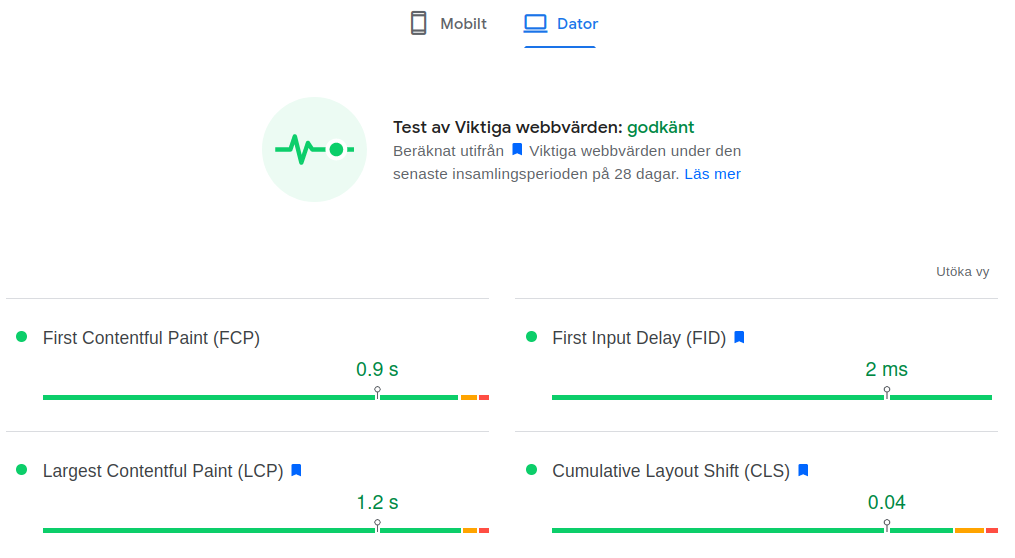 Mobilt
Dator
Test av Viktiga webbvärden: godkänt
Beräknat utifrån Viktiga webbvärden under den
senaste insamlingsperioden på 28 dagar. Läs mer
Utöka vy
First Contentful Paint (FCP)
0.9 s
First Input Delay (FID)
2 ms
Largest Contentful Paint (LCP)
1.2 s
Cumulative Layout Shift (CLS)
0.04